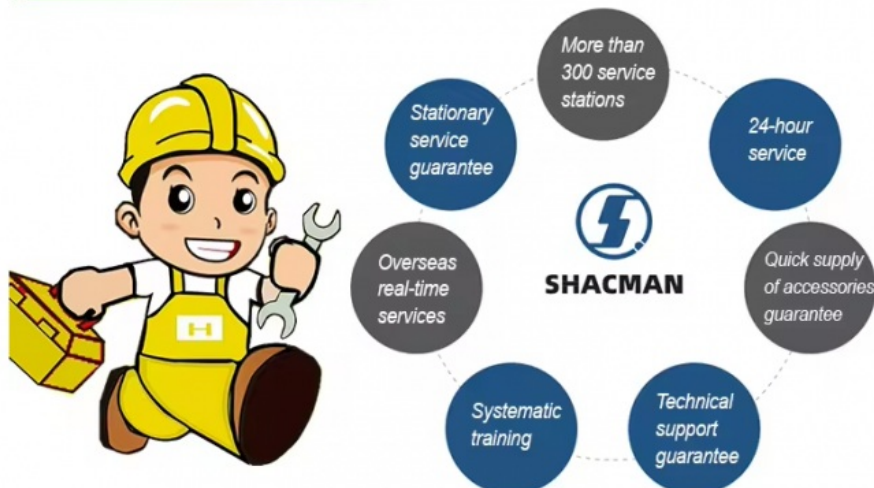 More than
300 service
stations
Stationary
service
guarantee
24-hour
service
SHACMAN
Overseas
real-time
services
Quick supply
of accessories
guarantee
Systematic
training
Technical
support
guarantee
H